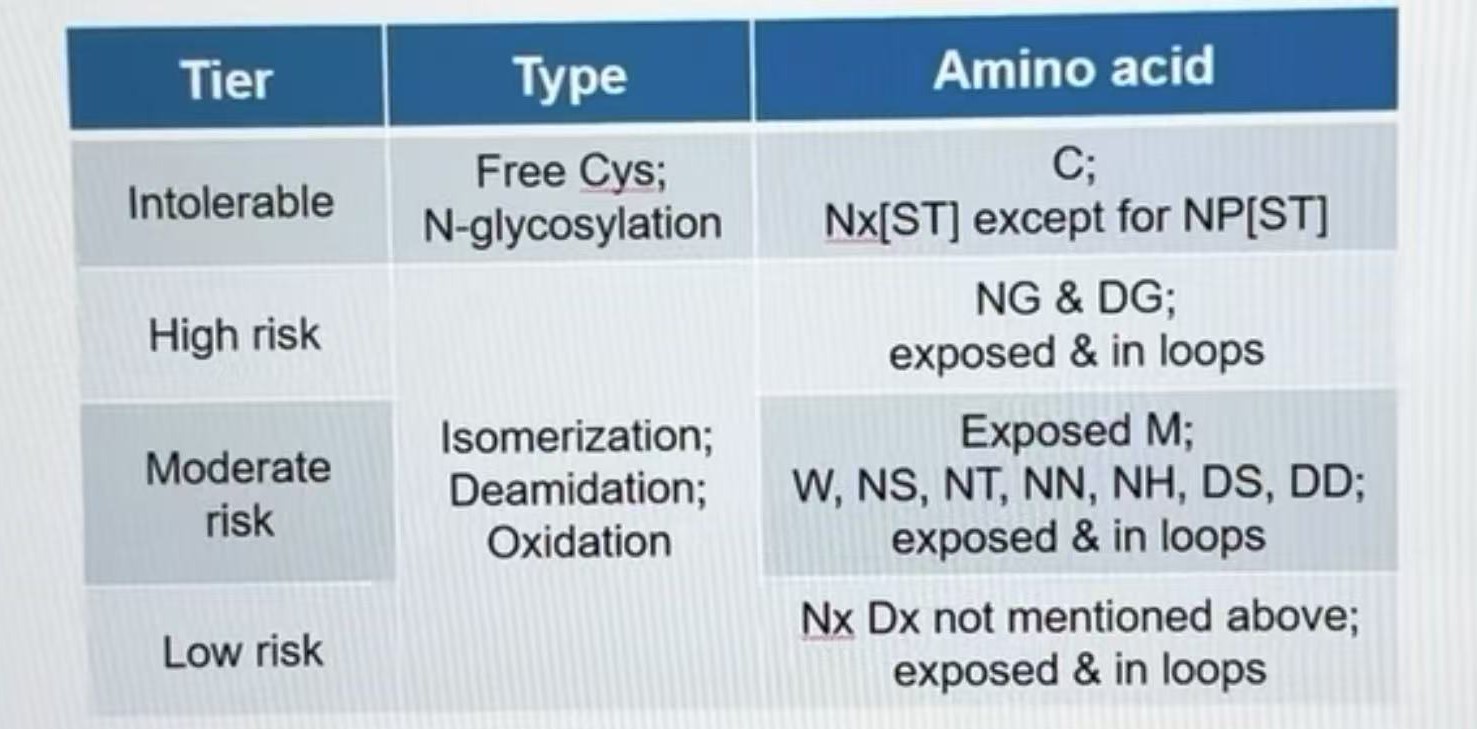 Tier
Type
Amino acid
Intolerable
Free Cys;
N-glycosylation
C;
Nx[ST] except for NP[ST]
High risk
NG & DG;
exposed & in loops
Moderate
risk
Isomerization;
Deamidation;
Oxidation
Exposed M;
W, NS, NT, NN, NH, DS, DD;
exposed & in loops
Low risk
Nx Dx not mentioned above;
exposed & in loops